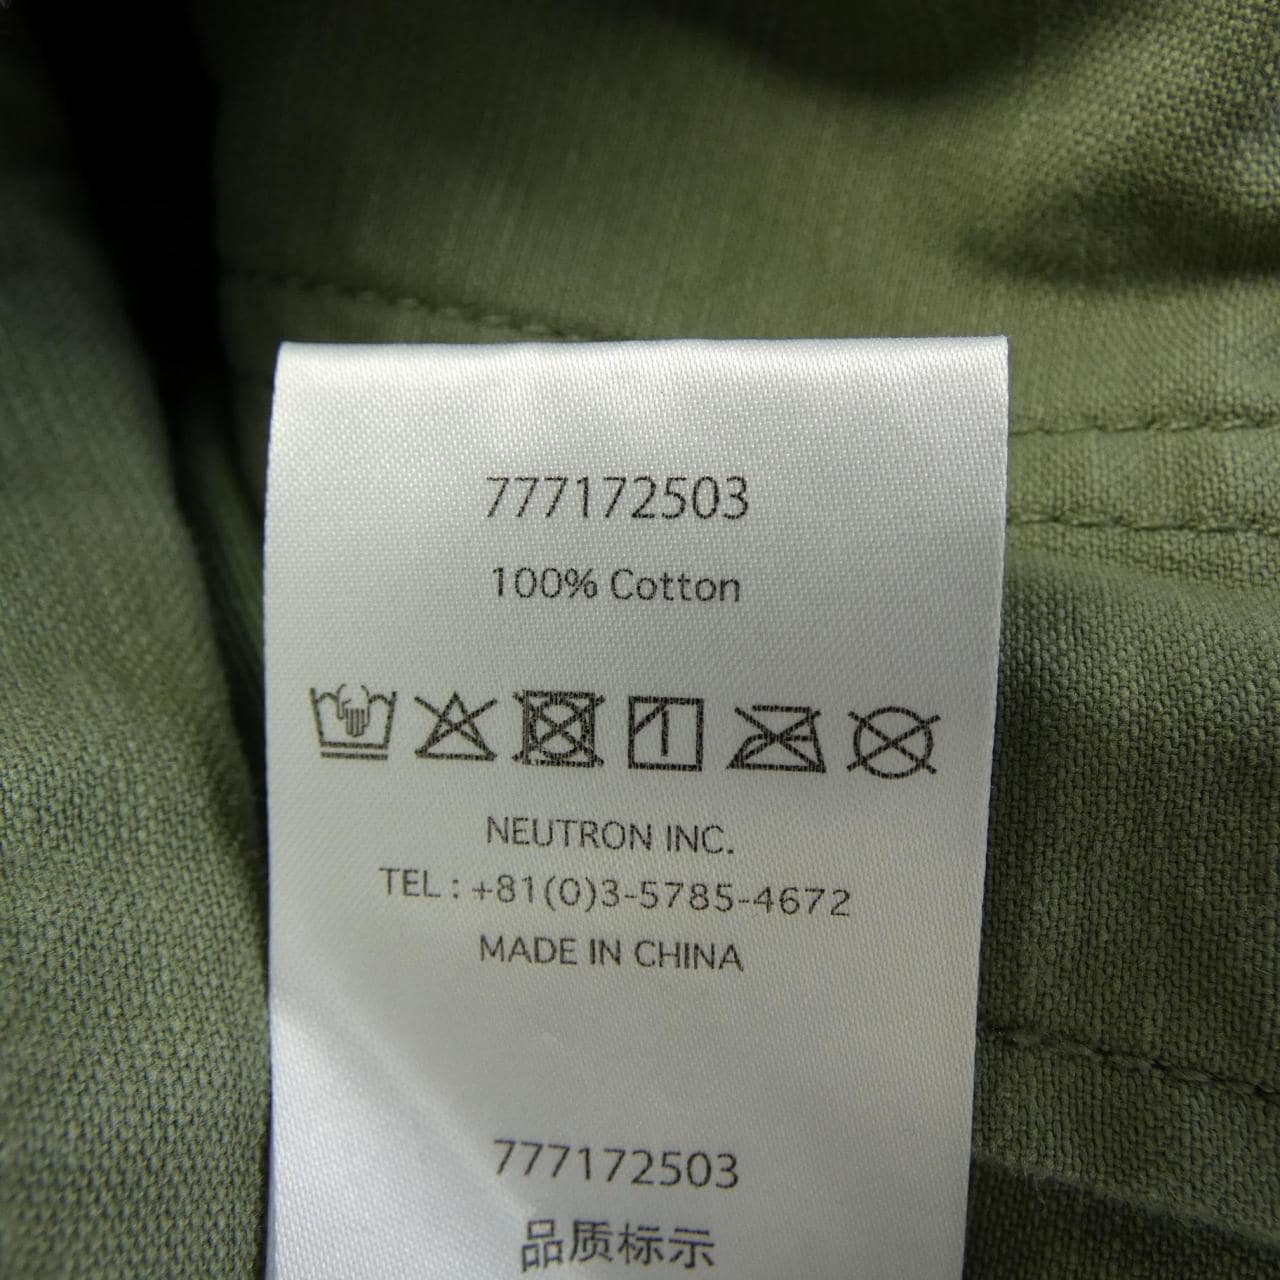 777172503
100% Cotton
NEUTRON INC.
TEL : +81(0)3-5785-4672
MADE IN CHINA
777172503
品质标示